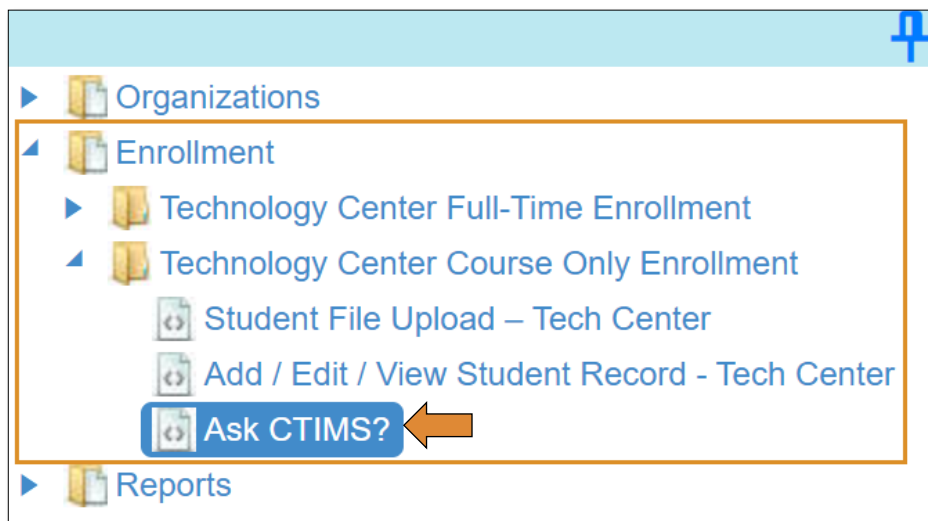 Organizations
Enrollment
Technology Center Full-Time Enrollment
Technology Center Course Only Enrollment
Student File Upload – Tech Center
Add / Edit / View Student Record - Tech Center
Ask CTIMS?
Reports